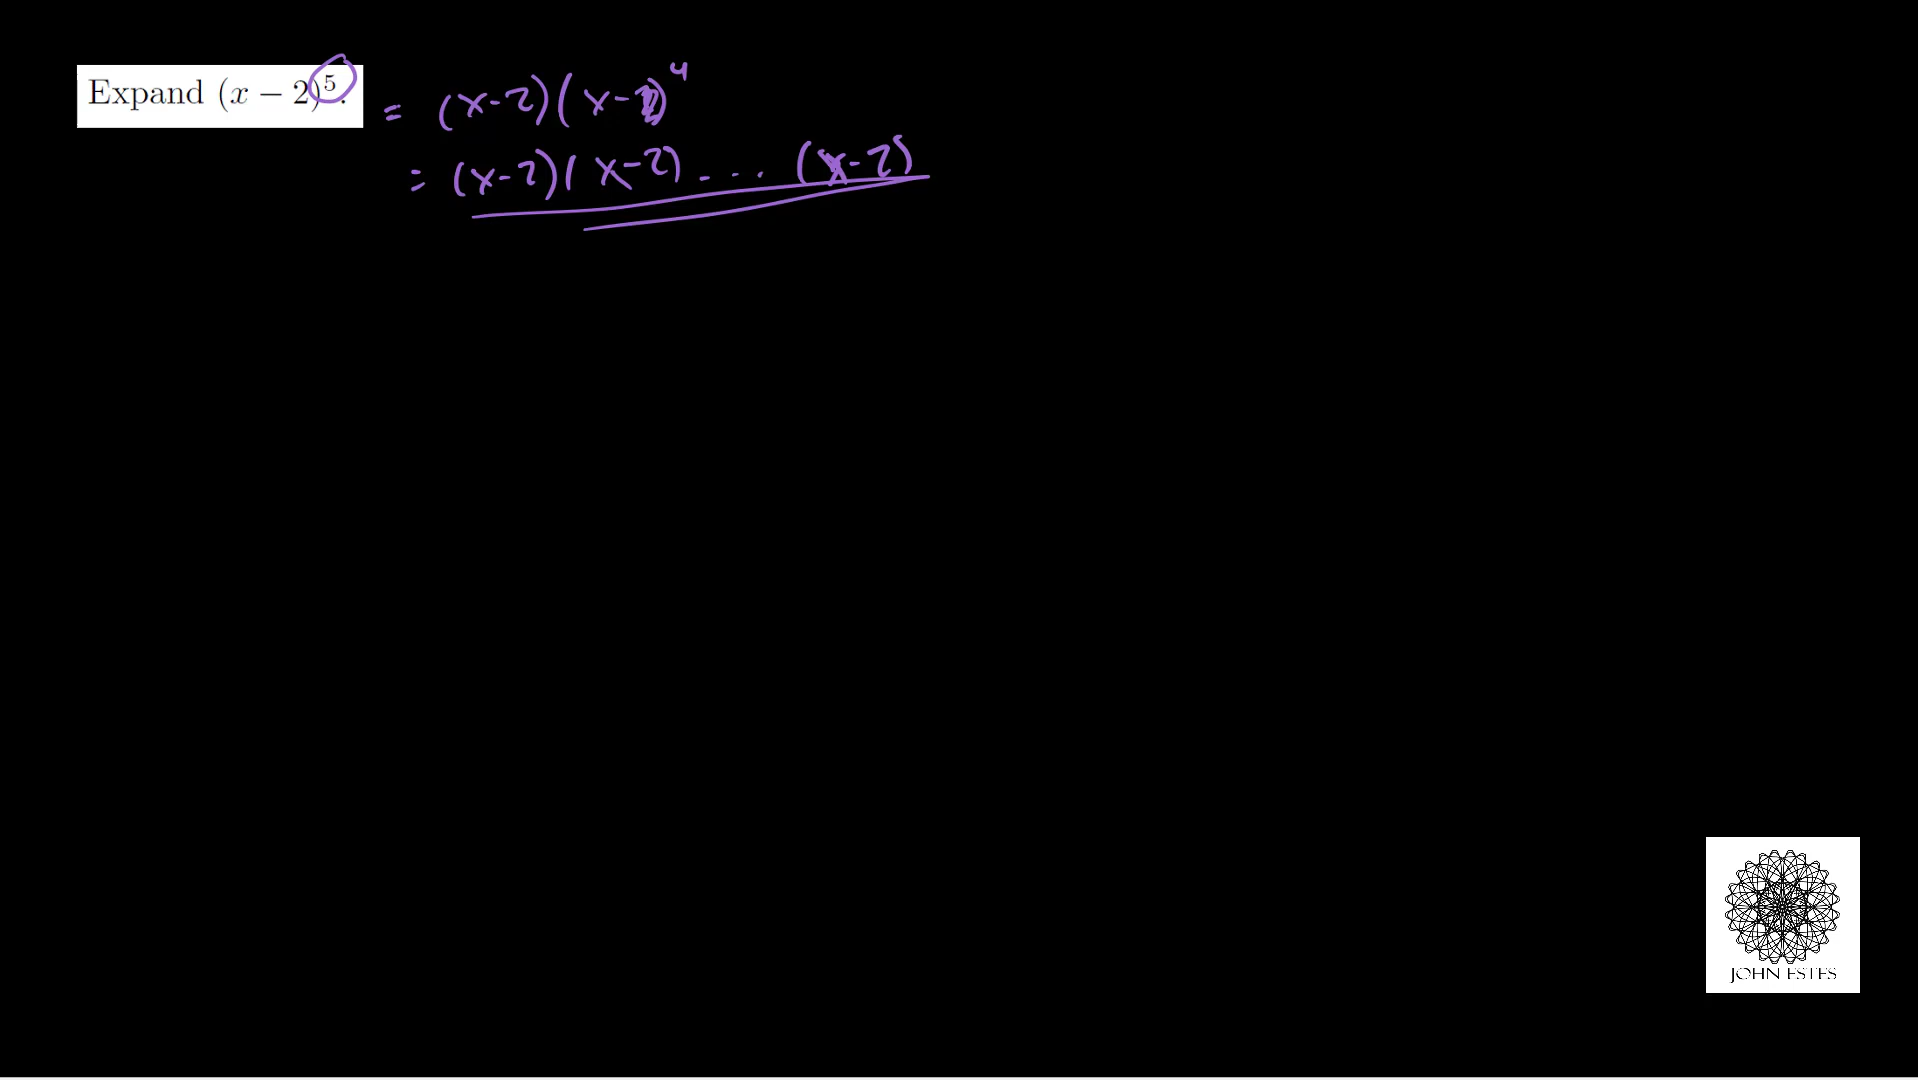 Expand (x − 2)⁵. = (x-2)(x-2)⁴
= (x-2)(x-2) . . . (x-2)
JOHN ESTES